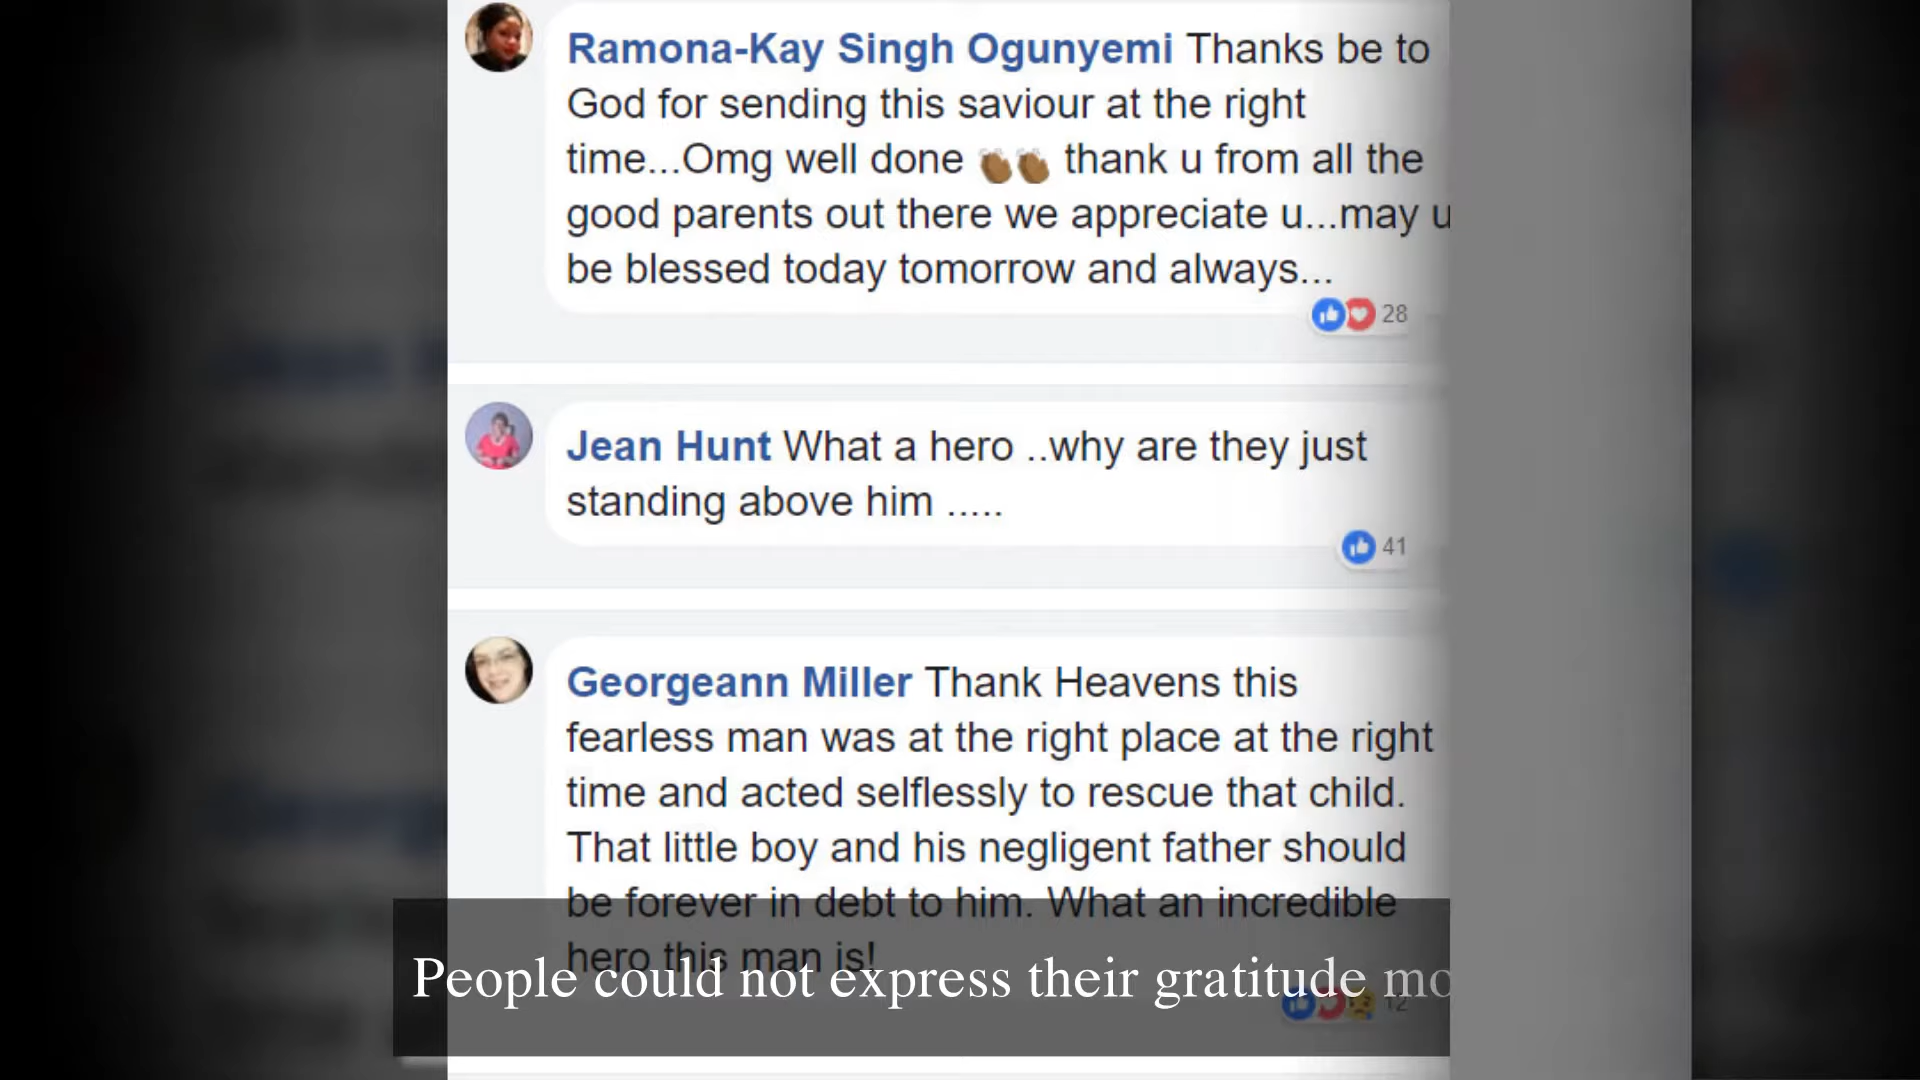 Ramona-Kay Singh Ogunyemi Thanks be to
God for sending this saviour at the right
time...Omg well done 👏🏾👏🏾 thank u from all the
good parents out there we appreciate u...may u
be blessed today tomorrow and always...
28
Jean Hunt What a hero ..why are they just
standing above him .....
41
Georgeann Miller Thank Heavens this
fearless man was at the right place at the right
time and acted selflessly to rescue that child.
That little boy and his negligent father should
be forever in debt to him. What an incredible
hero this man is!
12
People could not express their gratitude mo